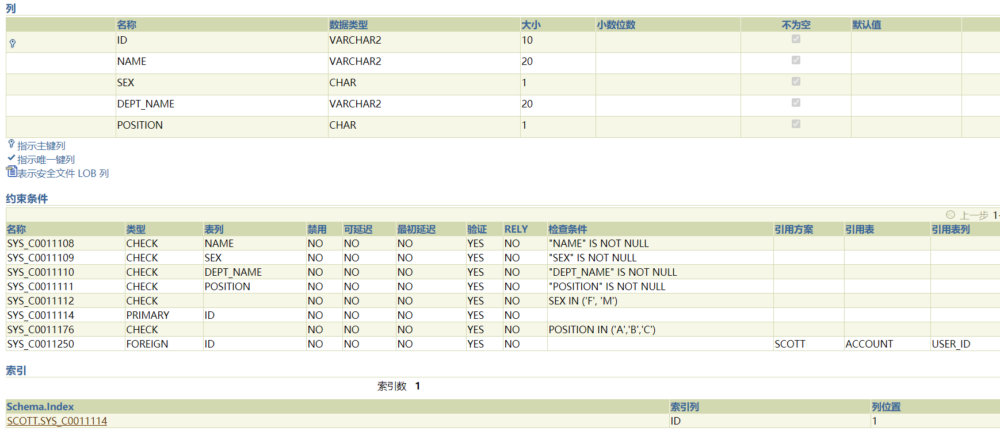 列
名称 数据类型 大小 小数位数 不为空 默认值
ID VARCHAR2 10
NAME VARCHAR2 20
SEX CHAR 1
DEPT_NAME VARCHAR2 20
POSITION CHAR 1
指示主键列
指示唯一键列
表示安全文件 LOB 列
约束条件
上一步 1-
名称 类型 表列 禁用 可延迟 最初延迟 验证 RELY 检查条件 引用方案 引用表 引用表列
SYS_C0011108 CHECK NAME NO NO NO YES NO "NAME" IS NOT NULL
SYS_C0011109 CHECK SEX NO NO NO YES NO "SEX" IS NOT NULL
SYS_C0011110 CHECK DEPT_NAME NO NO NO YES NO "DEPT_NAME" IS NOT NULL
SYS_C0011111 CHECK POSITION NO NO NO YES NO "POSITION" IS NOT NULL
SYS_C0011112 CHECK NO NO NO YES NO SEX IN ('F', 'M')
SYS_C0011114 PRIMARY ID NO NO NO YES NO
SYS_C0011176 CHECK NO NO NO YES NO POSITION IN ('A','B','C')
SYS_C0011250 FOREIGN ID NO NO NO YES NO SCOTT ACCOUNT USER_ID
索引
索引数 1
Schema.Index 索引列 列位置
SCOTT.SYS_C0011114 ID 1